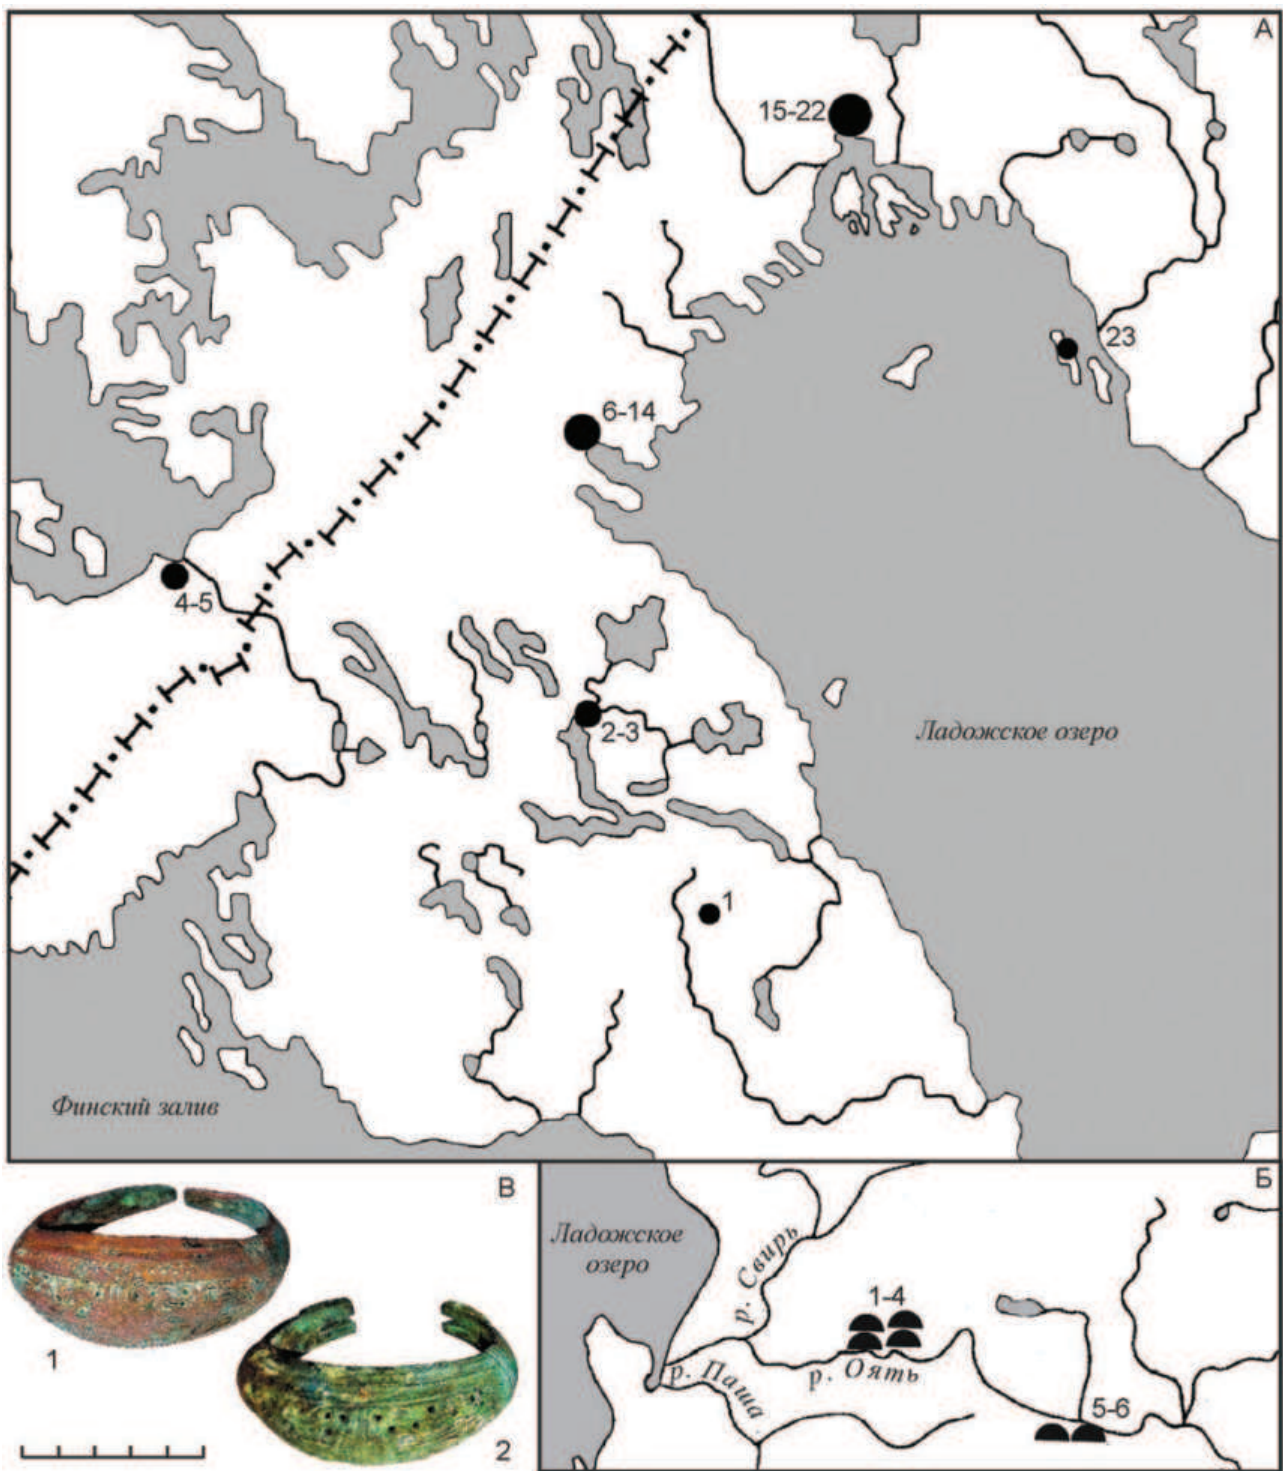 А
15-22
23
6-14
4-5
2-3
Ладожское озеро
1
Финский залив
В
1
2
Б
Ладожское
озеро
р. Свирь
1-4
р. Оять
р. Паша
5-6